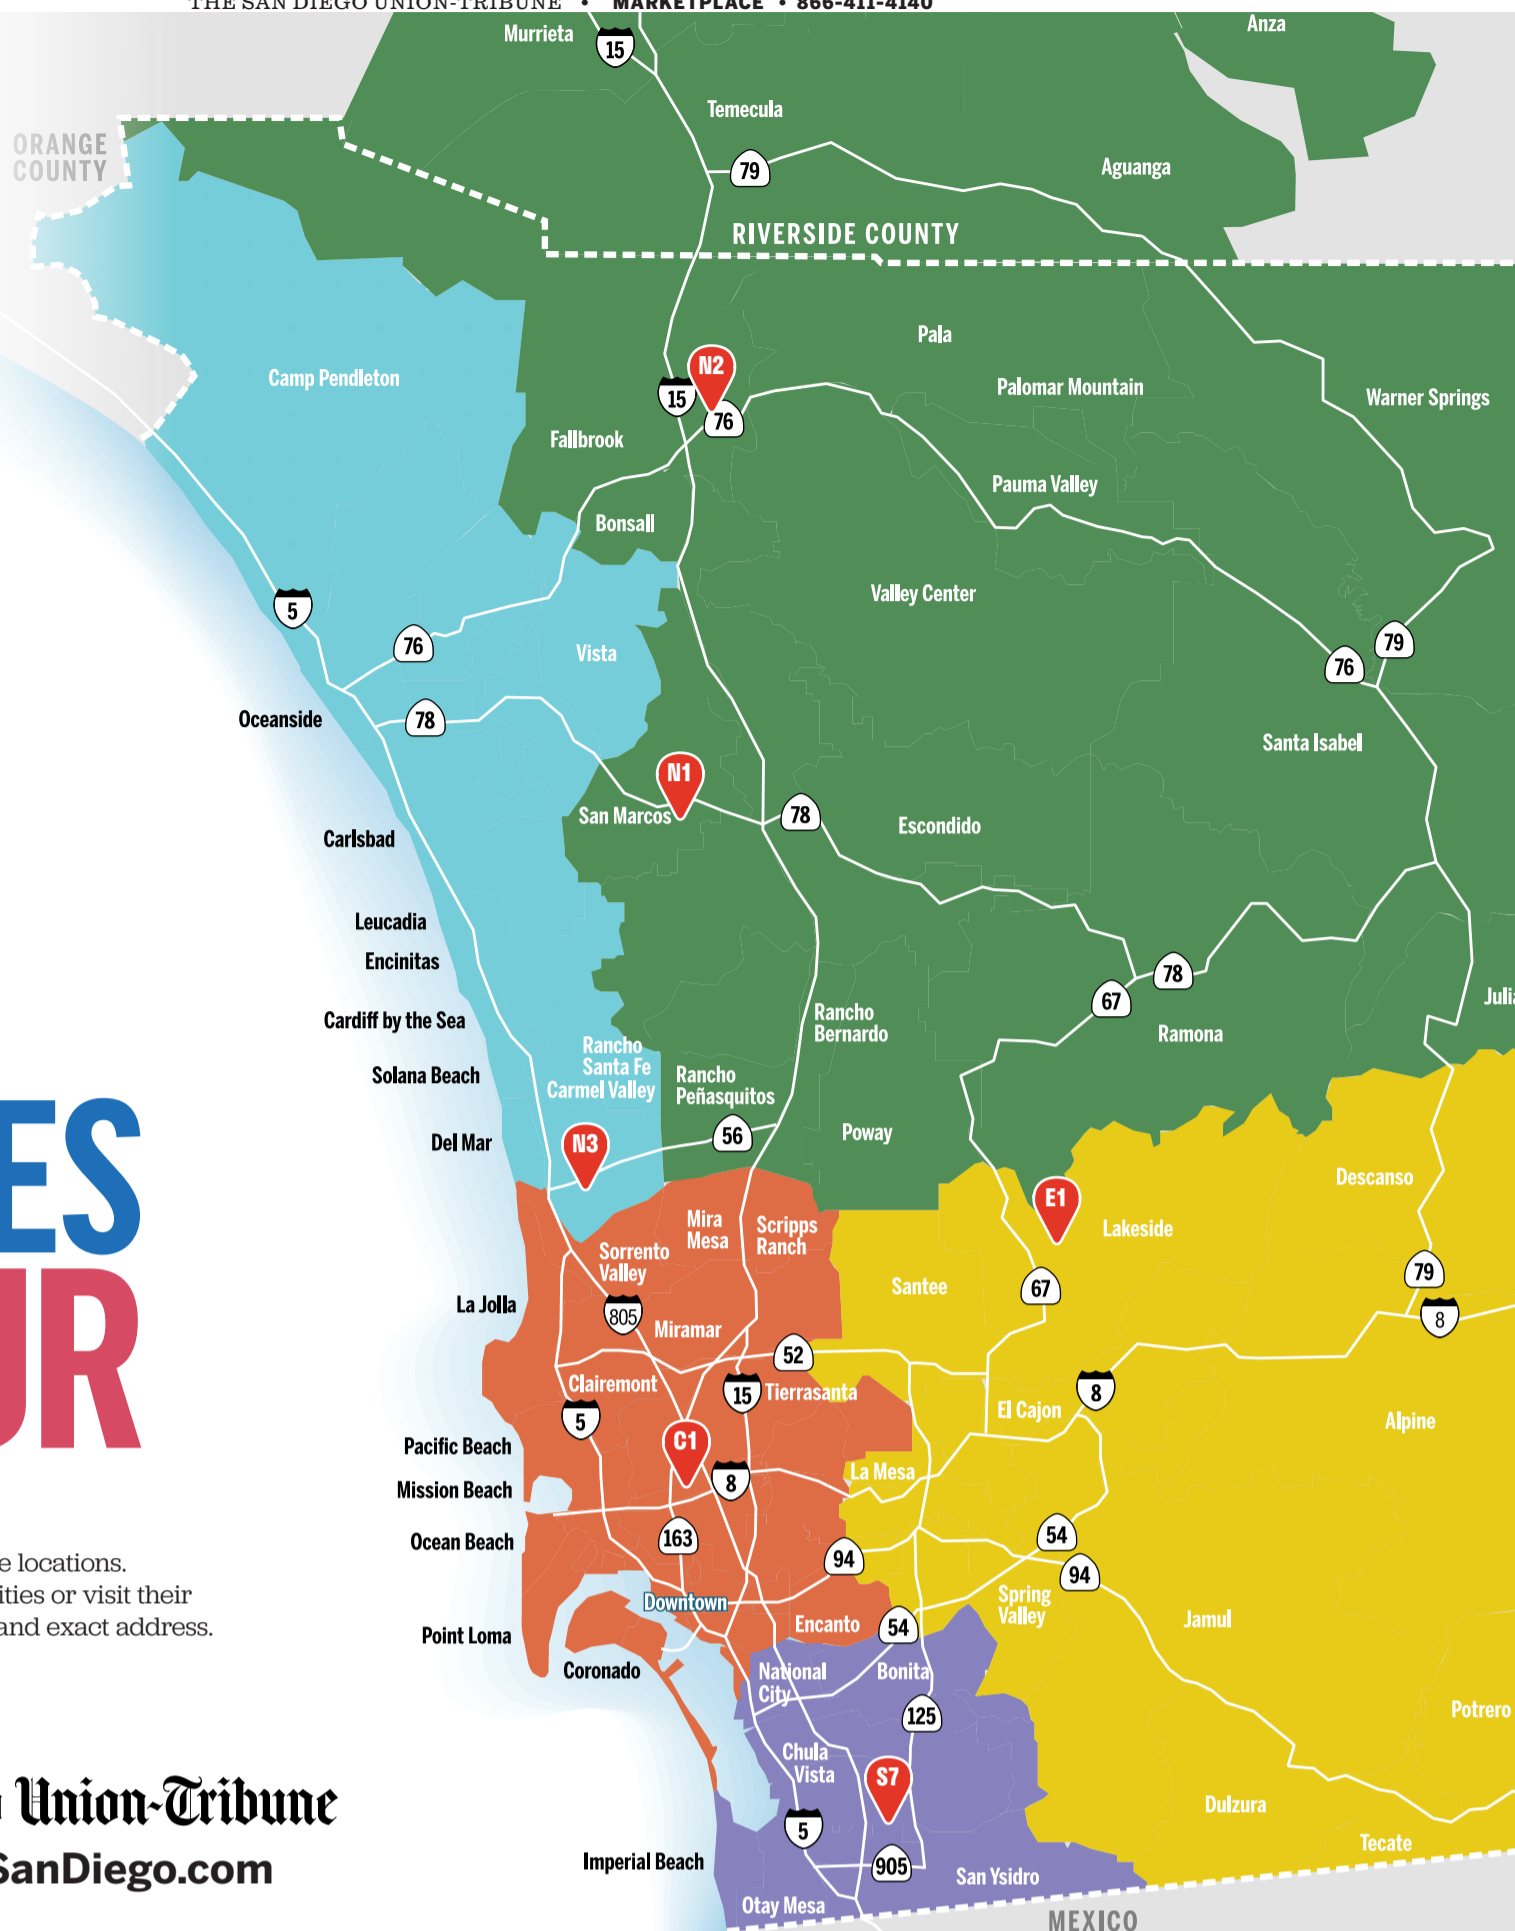 THE SAN DIEGO UNION-TRIBUNE • MARKETPLACE • 866-411-4140
Murrieta
15
Anza
Temecula
ORANGE
COUNTY
79
Aguanga
RIVERSIDE COUNTY
Pala
N2
Camp Pendleton
Palomar Mountain
15
Warner Springs
76
Fallbrook
Pauma Valley
Bonsall
Valley Center
5
76
Vista
79
76
Oceanside
78
Santa Isabel
N1
San Marcos
78
Escondido
Carlsbad
Leucadia
Encinitas
78
67
Cardiff by the Sea
Rancho
Bernardo
Ramona
Rancho
Santa Fe
Carmel Valley
Solana Beach
Rancho
Peñasquitos
56
Poway
Del Mar
N3
ES
Descanso
E1
Lakeside
Mira
Mesa
Scripps
Ranch
Sorrento
Valley
Santee
67
79
La Jolla
805
8
UR
Miramar
52
Clairemont
15
Tierrasanta
8
5
El Cajon
Alpine
Pacific Beach
C1
La Mesa
8
Mission Beach
Ocean Beach
163
54
94
94
e locations.
ities or visit their
and exact address.
Downtown
Spring
Valley
Jamul
Encanto
54
Point Loma
Coronado
National
City
Bonita
125
Potrero
Chula
Vista
S7
Union-Tribune
5
Dulzura
Tecate
SanDiego.com
Imperial Beach
905
San Ysidro
Otay Mesa
MEXICO